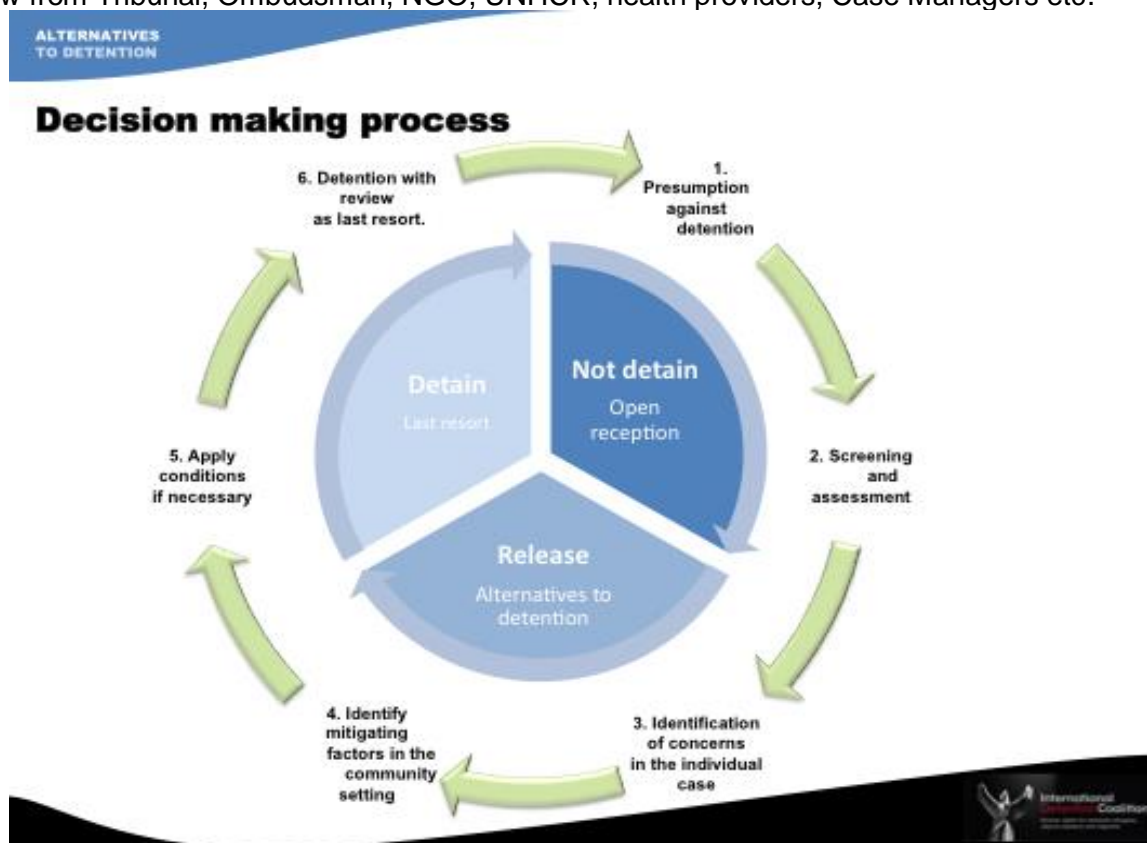 w from Tribunal, Ombudsman, NGO, UNHCR, health providers, Case Managers etc.
ALTERNATIVES
TO DETENTION
Decision making process
1.
Presumption
against
detention
2. Screening
and
assessment
3. Identification
of concerns
in the individual
case
4. Identify
mitigating
factors in the
community
setting
5. Apply
conditions
if necessary
6. Detention with
review
as last resort.
Not detain
Open
reception
Release
Alternatives to
detention
Detain
Last resort
International
Detention Coalition